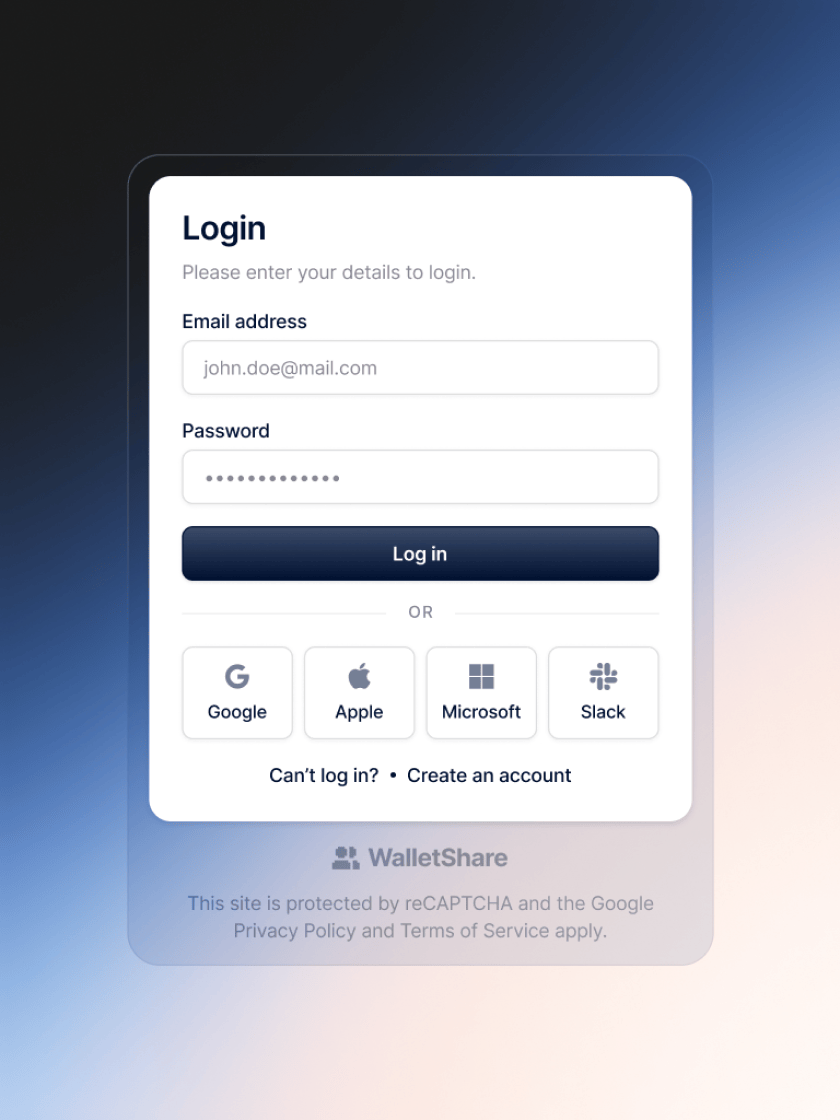 Login
Please enter your details to login.
Email address
john.doe@mail.com
Password
•••••••••••••
Log in
OR
Google Apple Microsoft Slack
Can’t log in? • Create an account
WalletShare
This site is protected by reCAPTCHA and the Google
Privacy Policy and Terms of Service apply.